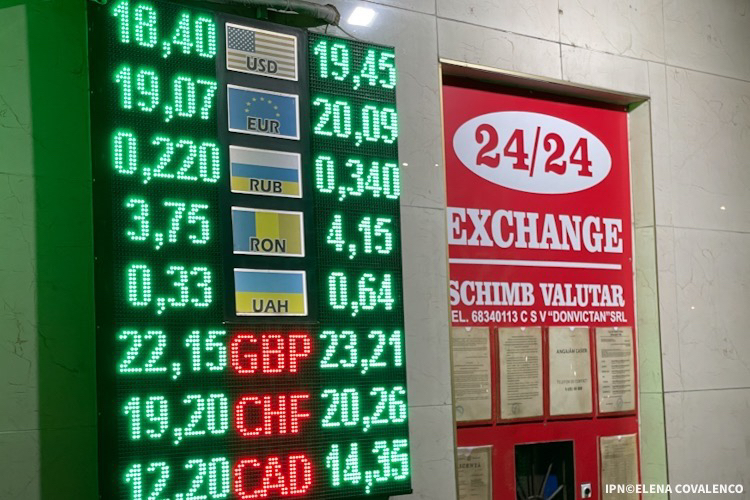 18,40 USD 19,45
19,07 EUR 20,09
0,220 RUB 0,340
3,75 RON 4,15
0,33 UAH 0,64
22,15 GBP 23,21
19,20 CHF 20,26
12,20 CAD 14,35
24/24
EXCHANGE
SCHIMB VALUTAR
EL. 68340113 C S V “DONVICTAN”SRL
IPN©ELENA COVALENCO